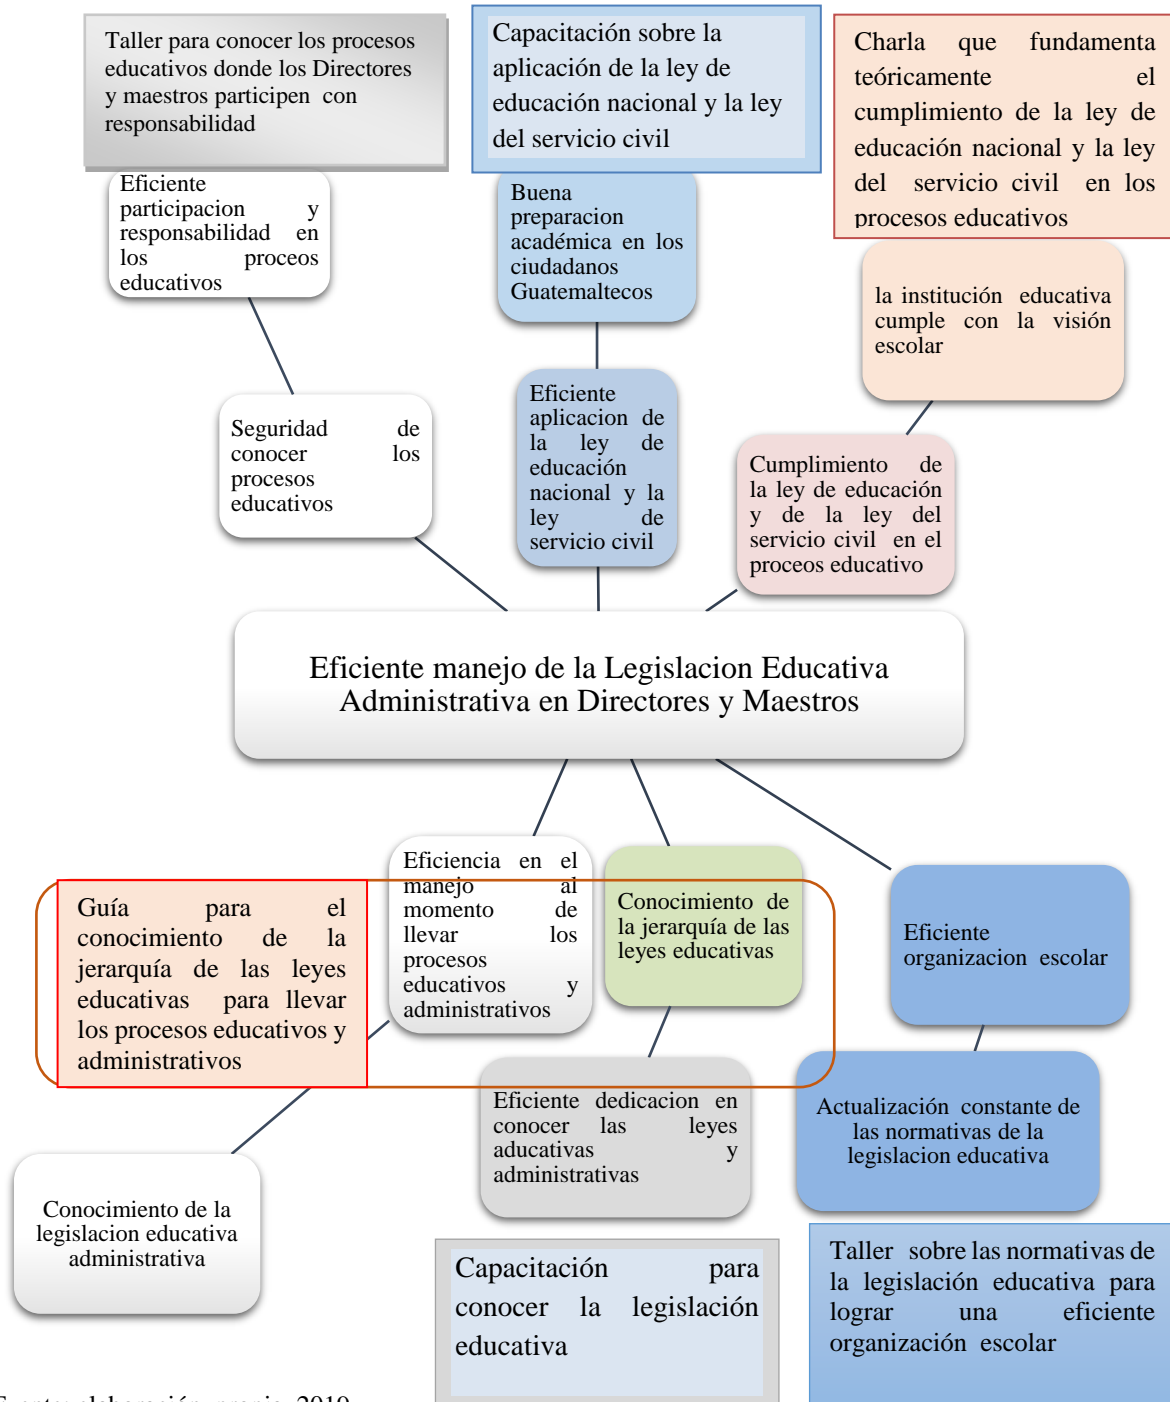 Taller para conocer los procesos
educativos donde los Directores
y maestros participen con
responsabilidad
Capacitación sobre la
aplicación de la ley de
educación nacional y la ley
del servicio civil
Charla que fundamenta
teóricamente el
cumplimiento de la ley de
educación nacional y la ley
del servicio civil en los
procesos educativos
Eficiente
participacion y
responsabilidad en
los proceos
educativos
Buena
preparacion
académica en los
ciudadanos
Guatemaltecos
la institución educativa
cumple con la visión
escolar
Seguridad de
conocer los
procesos
educativos
Eficiente
aplicacion de
la ley de
educación
nacional y la
ley de
servicio civil
Cumplimiento de
la ley de educación
y de la ley del
servicio civil en el
proceos educativo
Eficiente manejo de la Legislacion Educativa
Administrativa en Directores y Maestros
Guía para el
conocimiento de la
jerarquía de las leyes
educativas para llevar
los procesos educativos y
administrativos
Eficiencia en el
manejo al
momento de
llevar los
procesos
educativos y
administrativos
Conocimiento de
la jerarquía de las
leyes educativas
Eficiente
organizacion escolar
Conocimiento de la
legislacion educativa
administrativa
Eficiente dedicacion en
conocer las leyes
aducativas y
administrativas
Actualización constante de
las normativas de la
legislacion educativa
Capacitación para
conocer la legislación
educativa
Taller sobre las normativas de
la legislación educativa para
lograr una eficiente
organización escolar
elaboración propia 2019